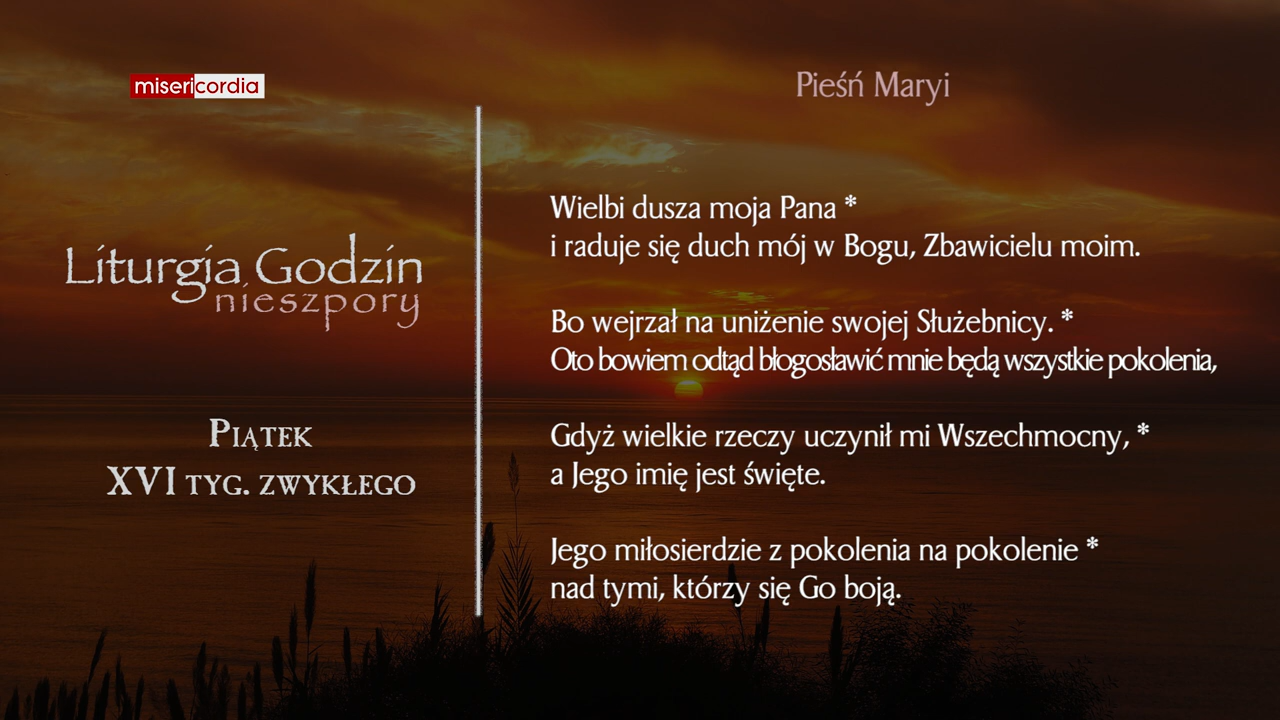 misericordia
Liturgia Godzin
nieszpory
Piątek
XVI tyg. zwykłego
Pieśń Maryi
Wielbi dusza moja Pana *
i raduje się duch mój w Bogu, Zbawicielu moim.
Bo wejrzał na uniżenie swojej Służebnicy. *
Oto bowiem odtąd błogosławić mnie będą wszystkie pokolenia,
Gdyż wielkie rzeczy uczynił mi Wszechmocny, *
a Jego imię jest święte.
Jego miłosierdzie z pokolenia na pokolenie *
nad tymi, którzy się Go boją.